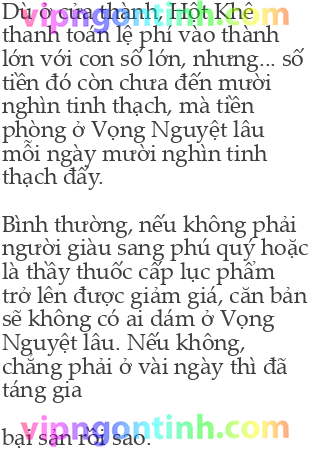 Dù ở cửa thành, Hột Khê
thanh toán lệ phí vào thành
lớn với con số lớn, nhưng... số
tiền đó còn chưa đến mười
nghìn tinh thạch, mà tiền
phòng ở Vọng Nguyệt lâu
mỗi ngày mười nghìn tinh
thạch đấy.
Bình thường, nếu không phải
người giàu sang phú quý hoặc
là thầy thuốc cấp lục phẩm
trở lên được giảm giá, căn bản
sẽ không có ai dám ở Vọng
Nguyệt lâu. Nếu không,
chẳng phải ở vài ngày thì đã
táng gia
bại sản rồi sao.
vipngontinh.com
vipngontinh.com